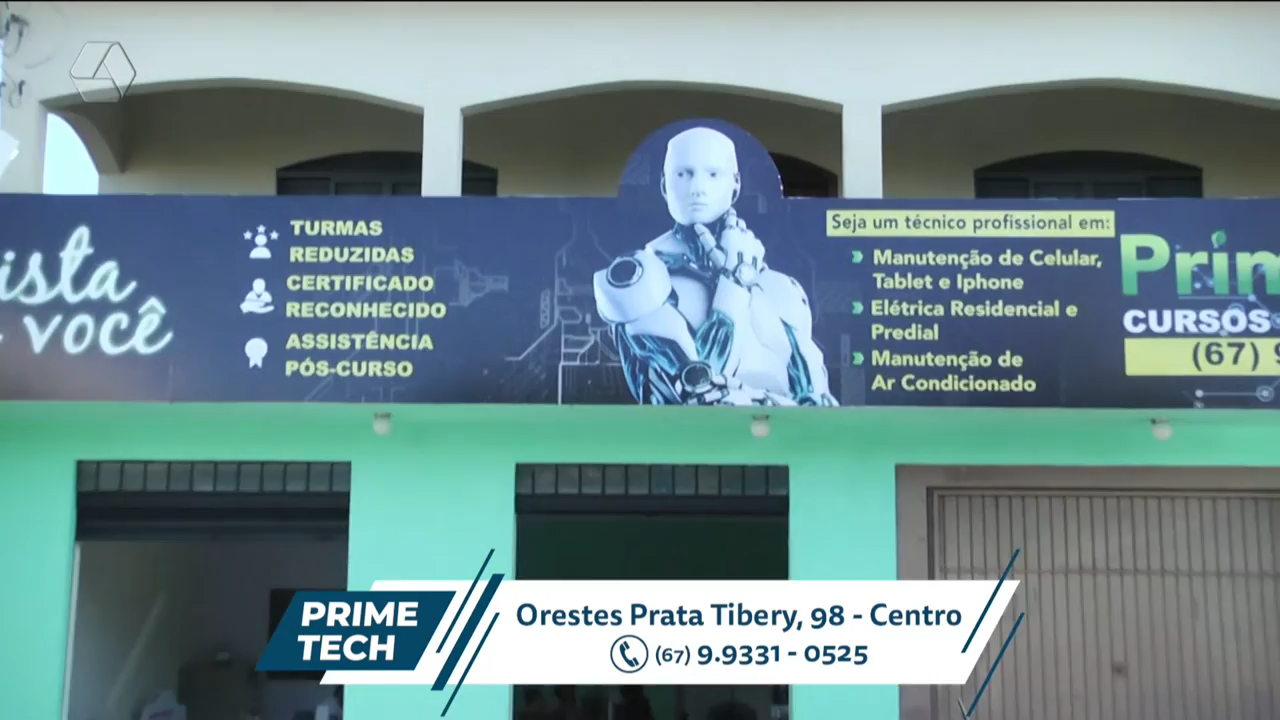 você
TURMAS
REDUZIDAS
CERTIFICADO
RECONHECIDO
ASSISTÊNCIA
PÓS-CURSO
Seja um técnico profissional em:
Manutenção de Celular,
Tablet e Iphone
Elétrica Residencial e
Predial
Manutenção de
Ar Condicionado
CURSOS
(67) 9
PRIME
TECH
Orestes Prata Tibery, 98 - Centro
(67) 9.9331 - 0525